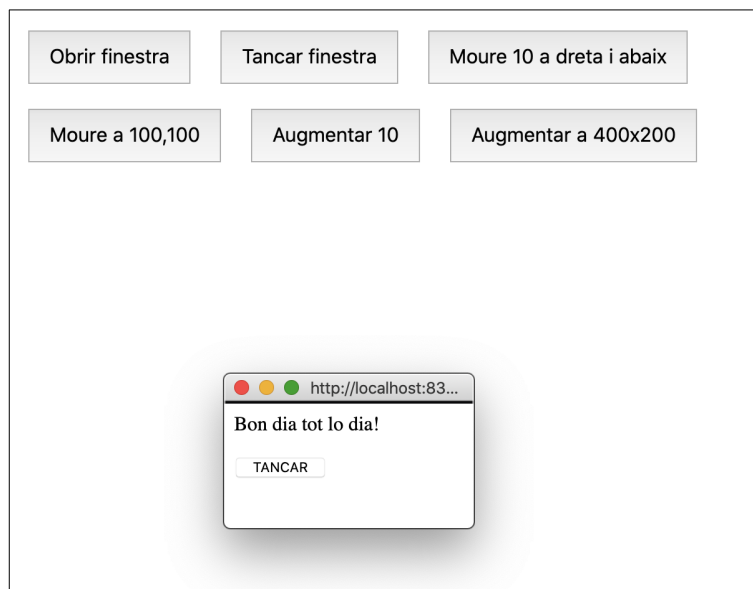 Obrir finestra
Tancar finestra
Moure 10 a dreta i abaix
Moure a 100,100
Augmentar 10
Augmentar a 400x200
http://localhost:83...
Bon dia tot lo dia!
TANCAR